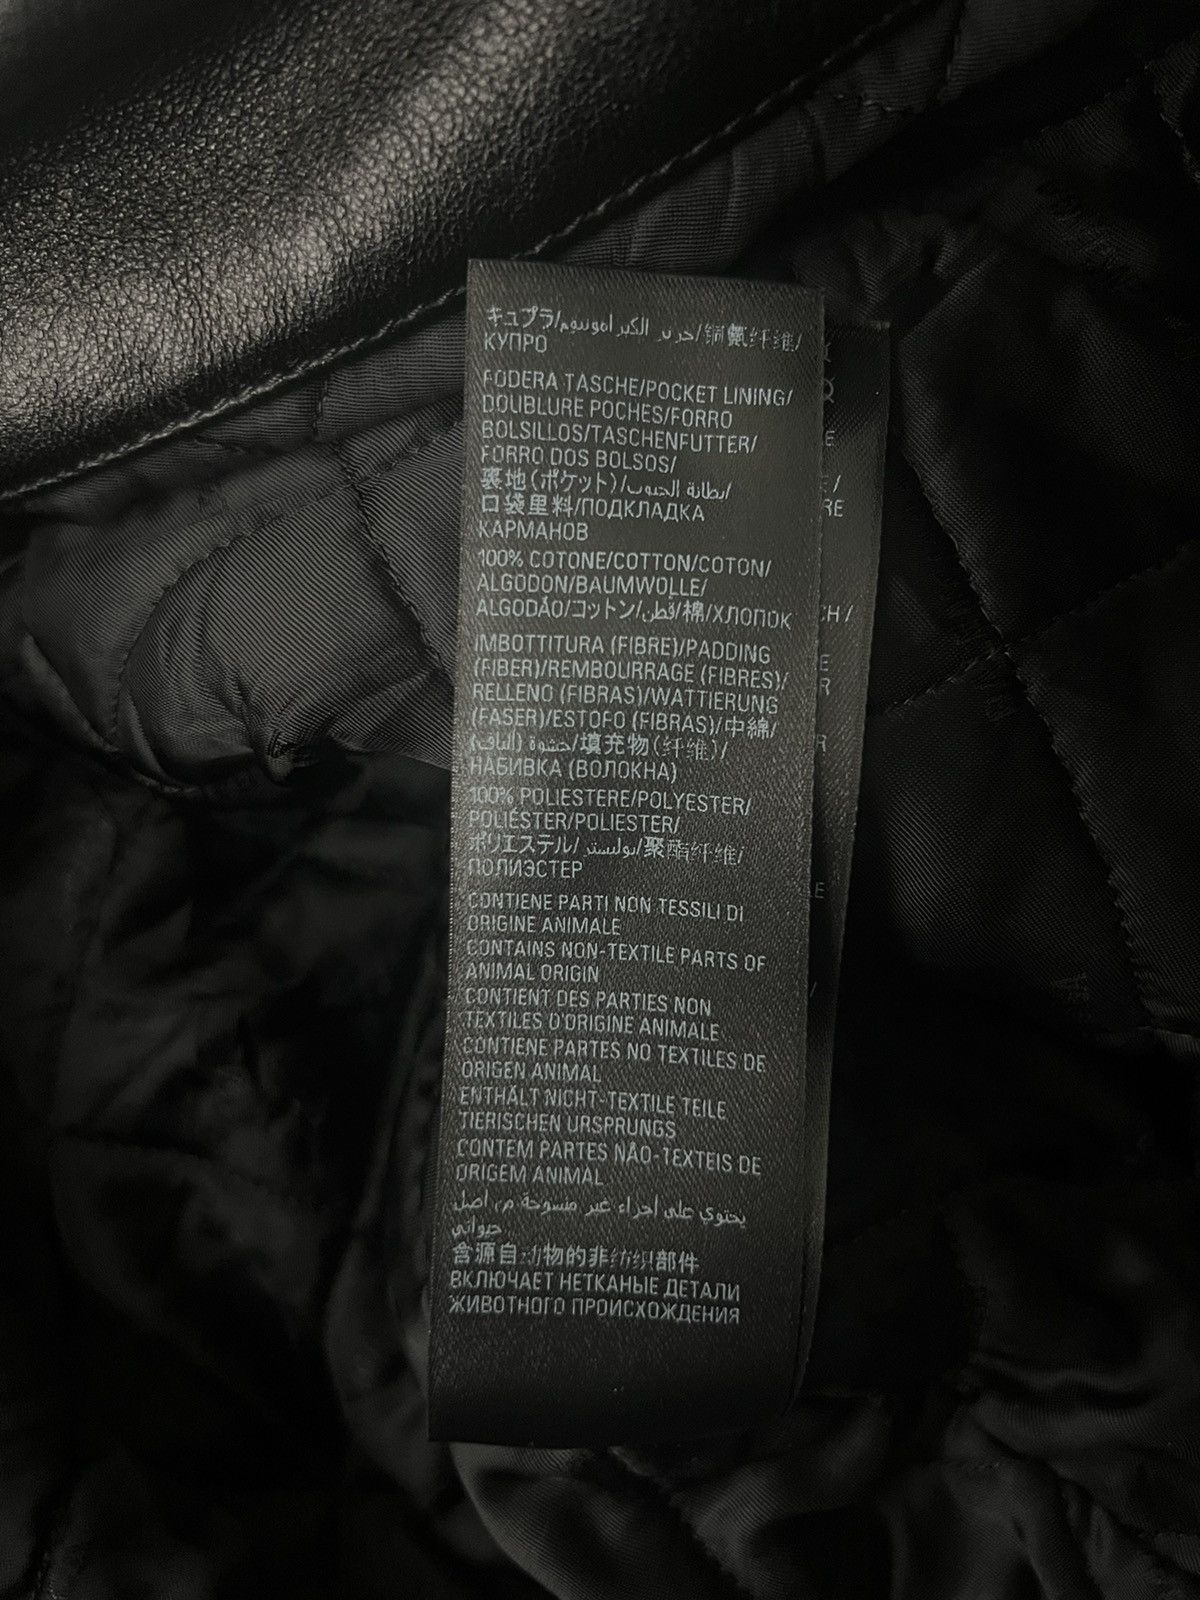 キュプラ/حرير الكبرامونيوم/铜氨纤维/
КУПРО
FODERA TASCHE/POCKET LINING/
DOUBLURE POCHES/FORRO
BOLSILLOS/TASCHENFUTTER/
FORRO DOS BOLSOS/
裏地(ポケット)/بطانة الجيوب/
口袋里料/ПОДКЛАДКА
КАРМАНОВ
100% COTONE/COTTON/COTON/
ALGODON/BAUMWOLLE/
ALGODÃO/コットン/قطن/棉/ХЛОПОК
IMBOTTITURA (FIBRE)/PADDING
(FIBER)/REMBOURRAGE (FIBRES)/
RELLENO (FIBRAS)/WATTIERUNG
(FASER)/ESTOFO (FIBRAS)/中綿/
حشوة (ألياف)/填充物(纤维)/
НАБИВКА (ВОЛОКНА)
100% POLIESTERE/POLYESTER/
POLIÉSTER/POLIESTER/
ポリエステル/بوليستر/聚酯纤维/
ПОЛИЭСТЕР
CONTIENE PARTI NON TESSILI DI
ORIGINE ANIMALE
CONTAINS NON-TEXTILE PARTS OF
ANIMAL ORIGIN
CONTIENT DES PARTIES NON
TEXTILES D'ORIGINE ANIMALE
CONTIENE PARTES NO TEXTILES DE
ORIGEN ANIMAL
ENTHÄLT NICHT-TEXTILE TEILE
TIERISCHEN URSPRUNGS
CONTEM PARTES NÃO-TEXTEIS DE
ORIGEM ANIMAL
يحتوي على أجزاء غير منسوجة من أصل
حيواني
含源自动物的非纺织部件
ВКЛЮЧАЕТ НЕТКАНЫЕ ДЕТАЛИ
ЖИВОТНОГО ПРОИСХОЖДЕНИЯ